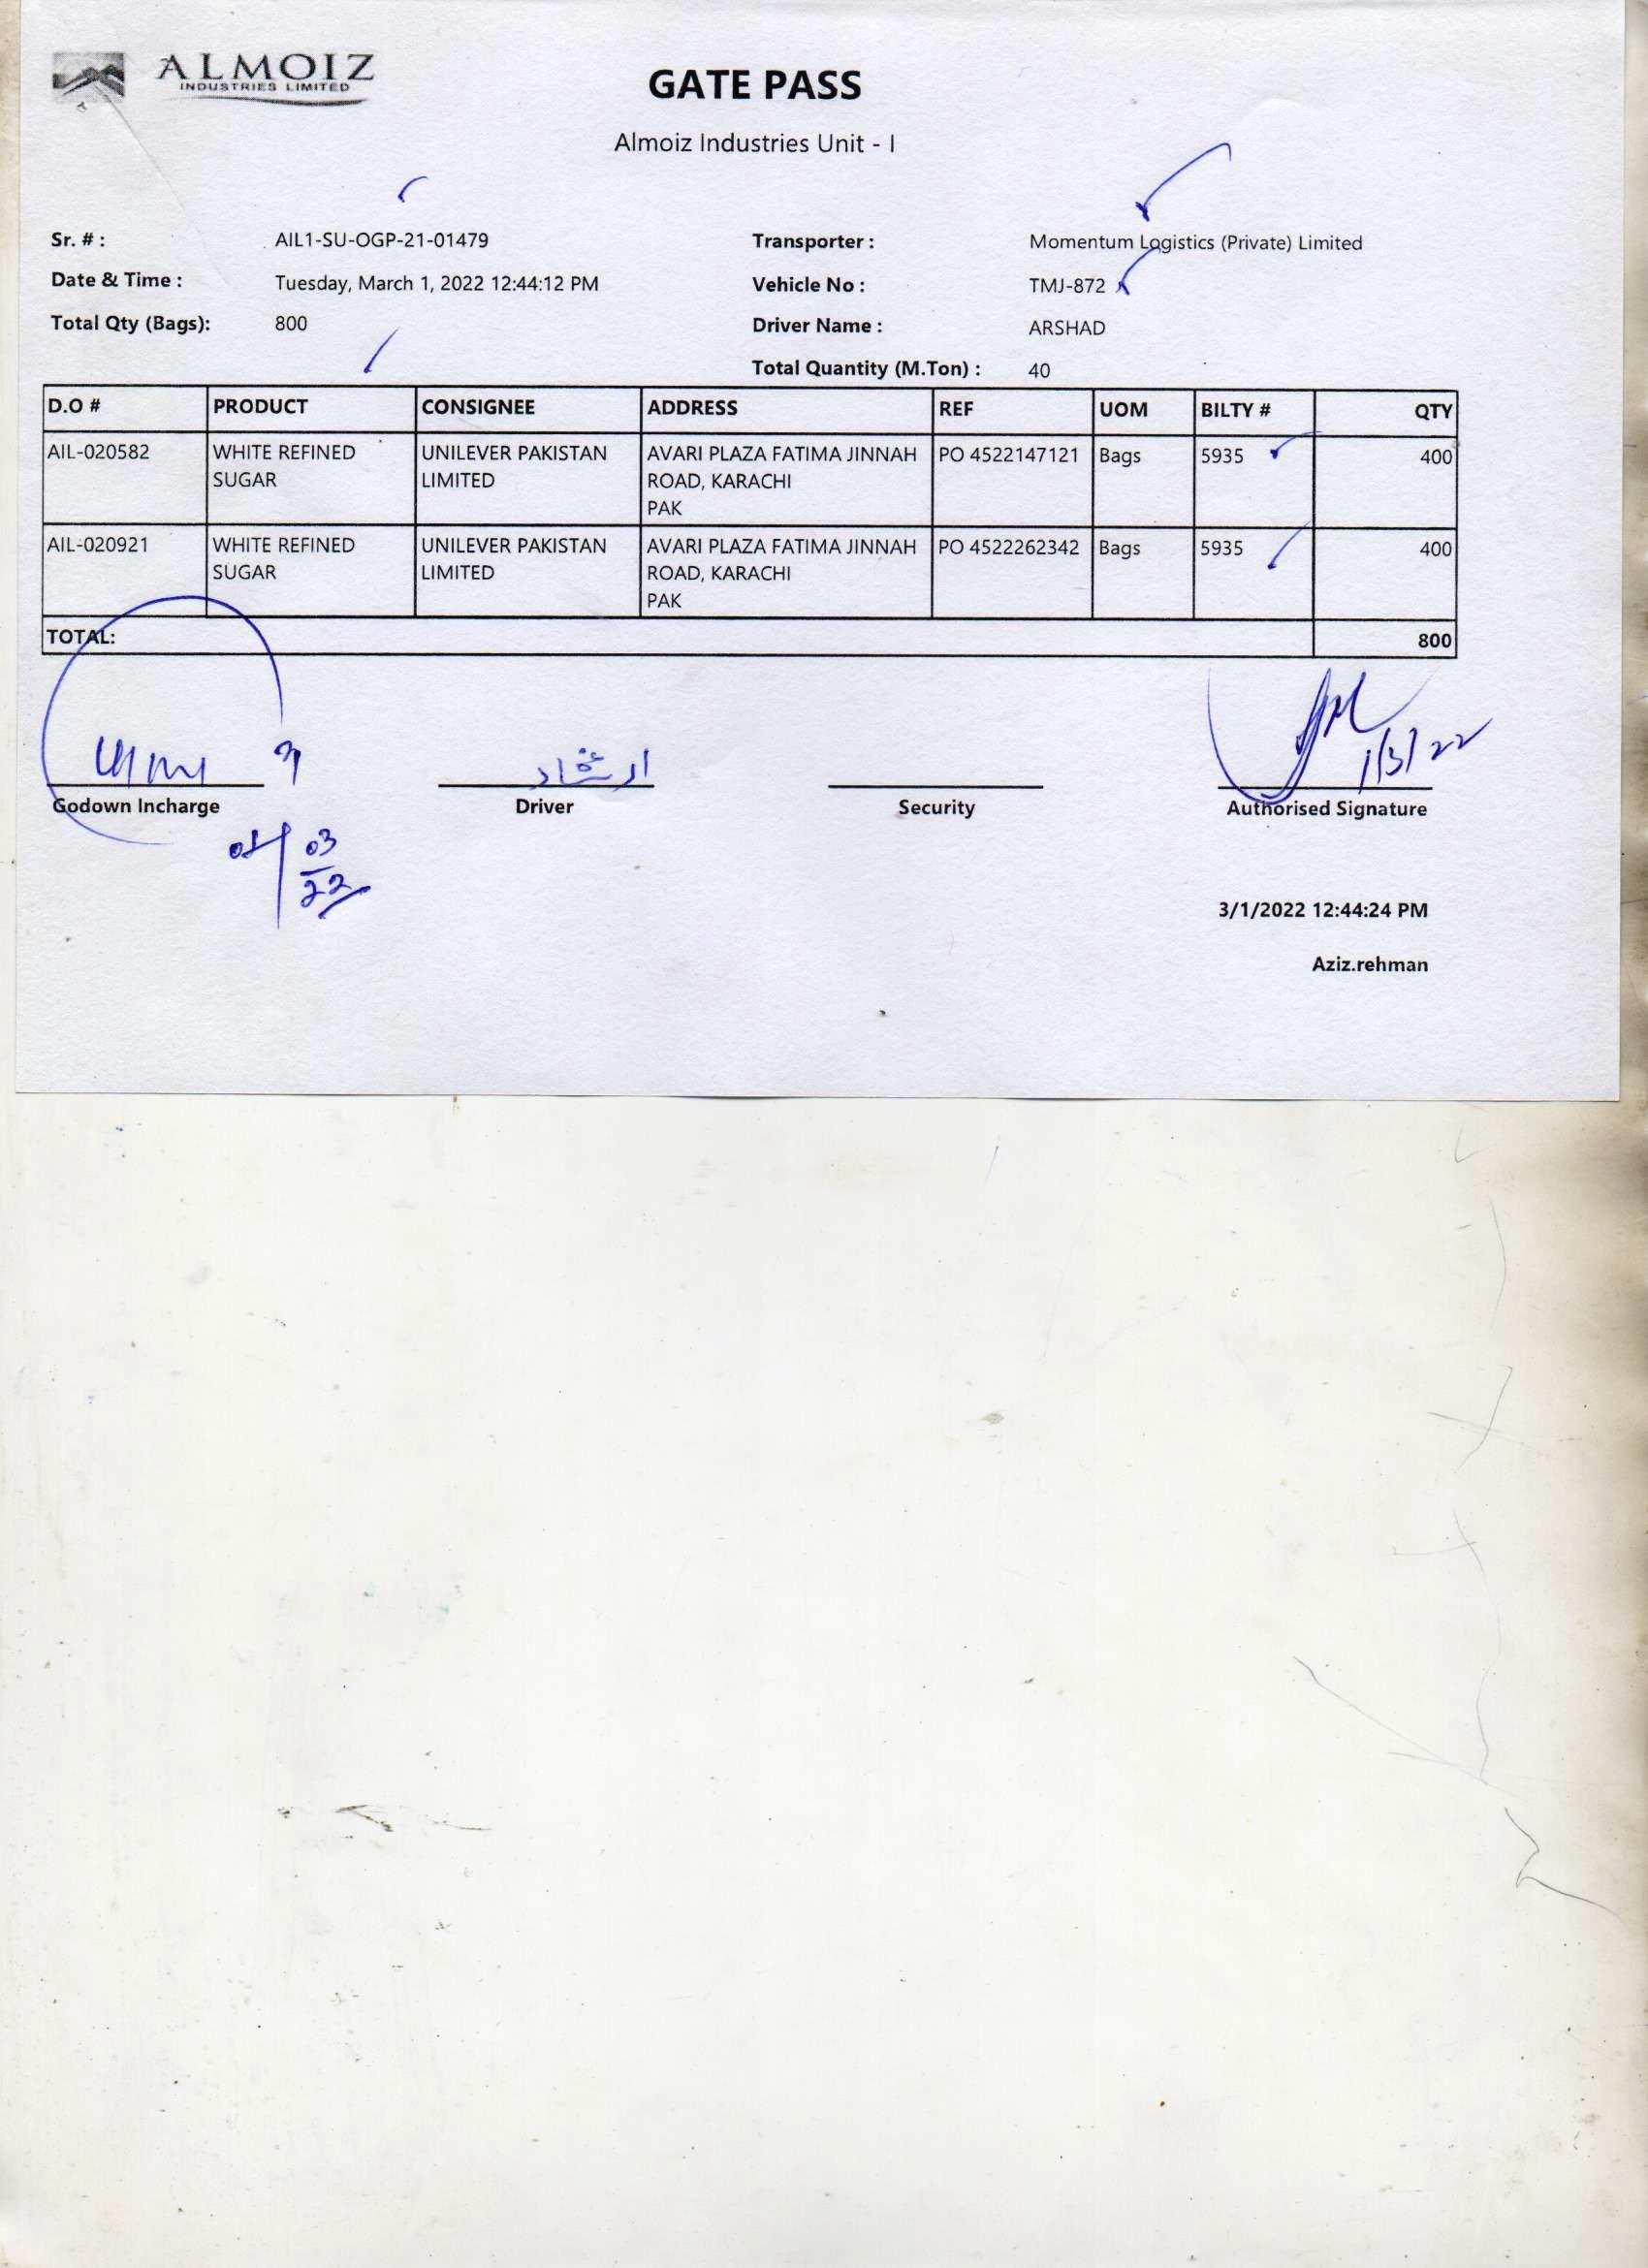 ALMOIZ
INDUSTRIES LIMITED
GATE PASS
Almoiz Industries Unit - I
Sr. # : AIL1-SU-OGP-21-01479 Transporter : Momentum Logistics (Private) Limited
Date & Time : Tuesday, March 1, 2022 12:44:12 PM Vehicle No : TMJ-872
Total Qty (Bags): 800 Driver Name : ARSHAD
Total Quantity (M.Ton) : 40
D.O # PRODUCT CONSIGNEE ADDRESS REF UOM BILTY # QTY
AIL-020582 WHITE REFINED UNILEVER PAKISTAN AVARI PLAZA FATIMA JINNAH PO 4522147121 Bags 5935 400
SUGAR LIMITED ROAD, KARACHI
PAK
AIL-020921 WHITE REFINED UNILEVER PAKISTAN AVARI PLAZA FATIMA JINNAH PO 4522262342 Bags 5935 400
SUGAR LIMITED ROAD, KARACHI
PAK
TOTAL: 800
ارشاد 1/3/22
Godown Incharge Driver Security Authorised Signature
01/03
22
3/1/2022 12:44:24 PM
Aziz.rehman